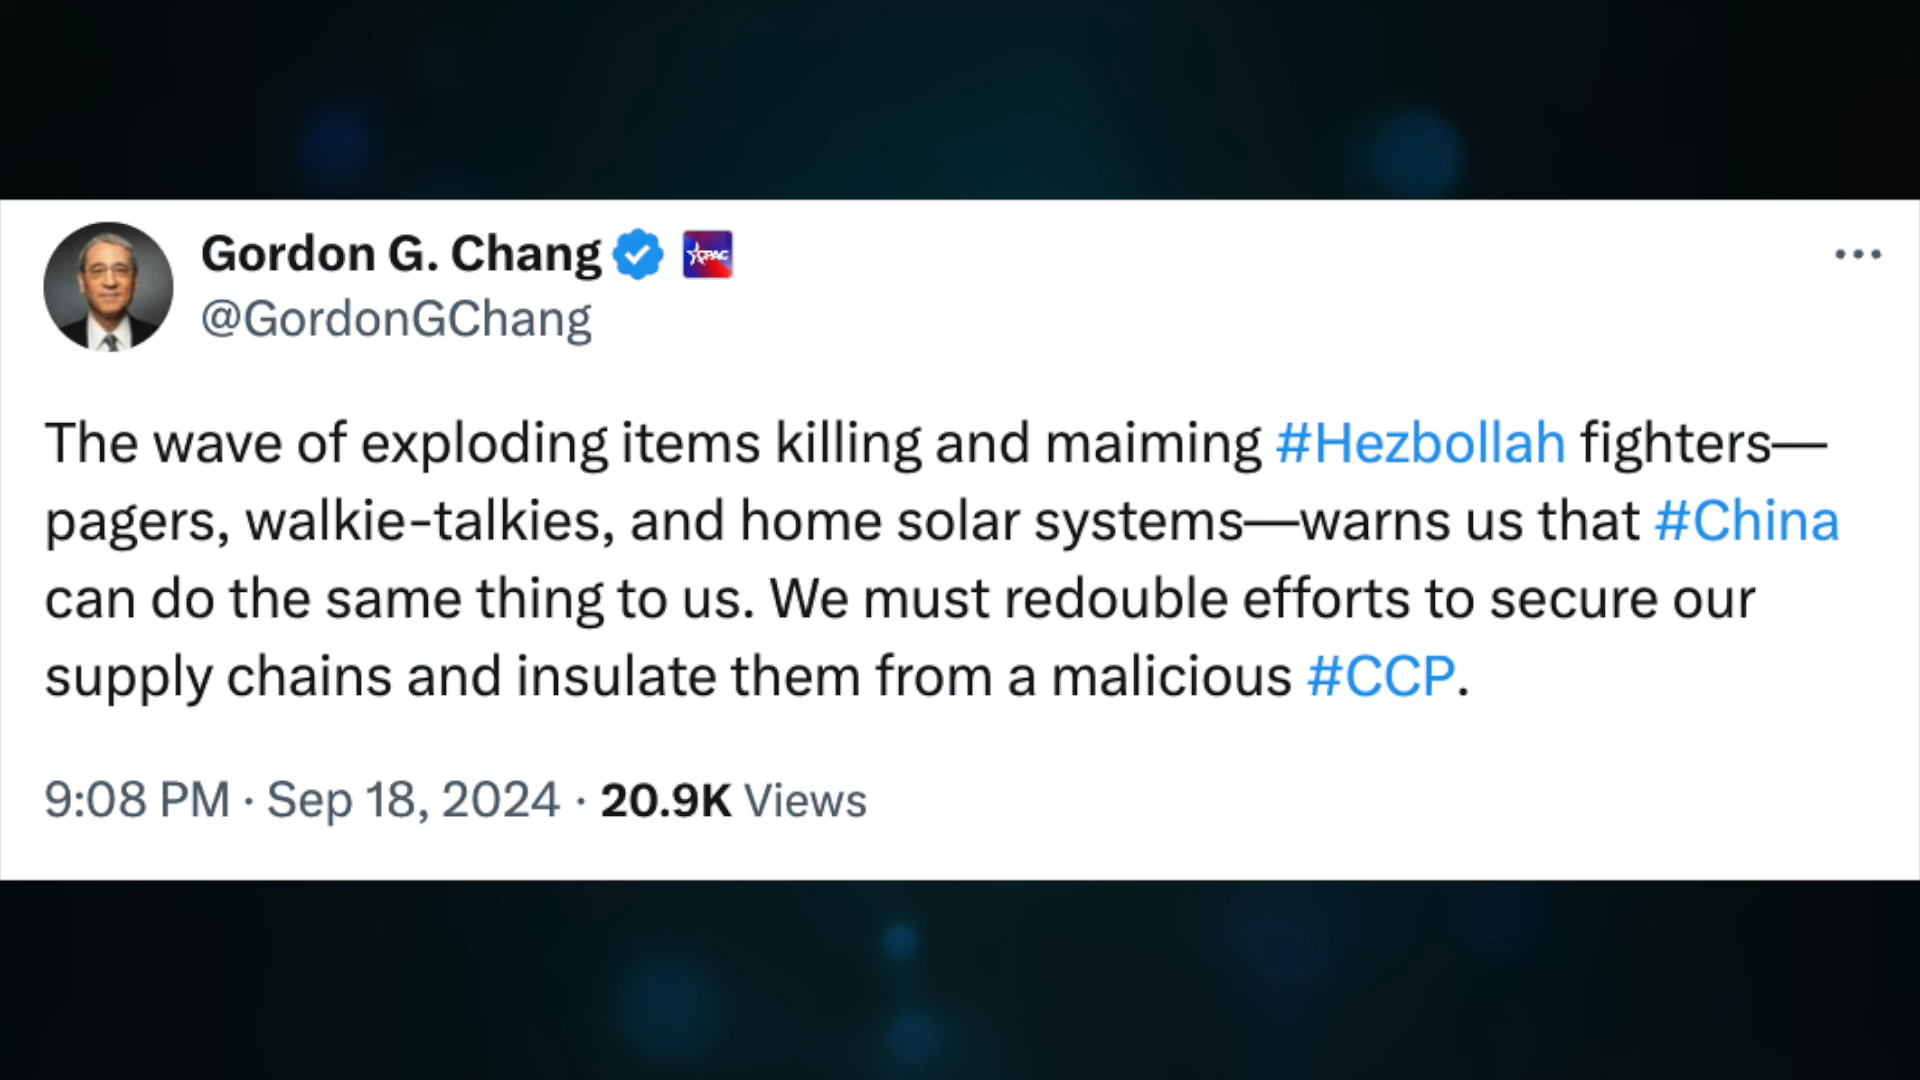 Gordon G. Chang
CPAC
@GordonGChang
The wave of exploding items killing and maiming #Hezbollah fighters—
pagers, walkie-talkies, and home solar systems—warns us that #China
can do the same thing to us. We must redouble efforts to secure our
supply chains and insulate them from a malicious #CCP.
9:08 PM · Sep 18, 2024 · 20.9K Views